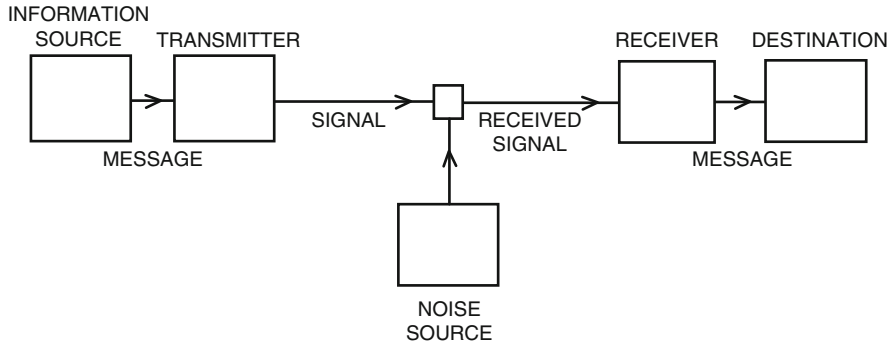 INFORMATION
SOURCE
TRANSMITTER
RECEIVER
DESTINATION
SIGNAL
RECEIVED
SIGNAL
MESSAGE
MESSAGE
NOISE
SOURCE